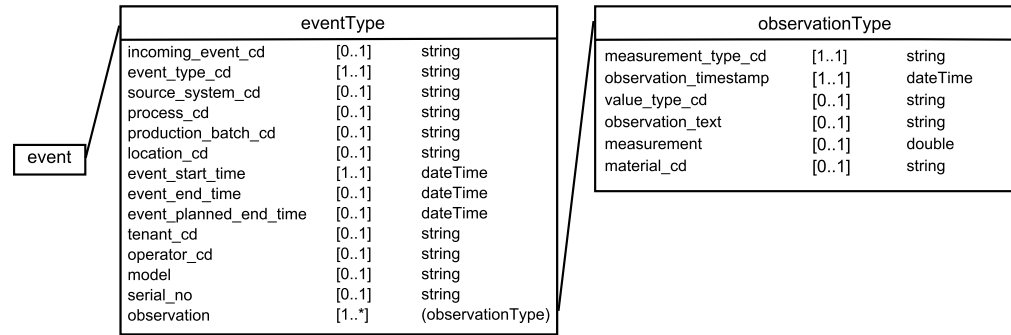 event
eventType
incoming_event_cd [0..1] string
event_type_cd [1..1] string
source_system_cd [0..1] string
process_cd [0..1] string
production_batch_cd [0..1] string
location_cd [0..1] string
event_start_time [1..1] dateTime
event_end_time [0..1] dateTime
event_planned_end_time [0..1] dateTime
tenant_cd [0..1] string
operator_cd [0..1] string
model [0..1] string
serial_no [0..1] string
observation [1..*] (observationType)
observationType
measurement_type_cd [1..1] string
observation_timestamp [1..1] dateTime
value_type_cd [0..1] string
observation_text [0..1] string
measurement [0..1] double
material_cd [0..1] string